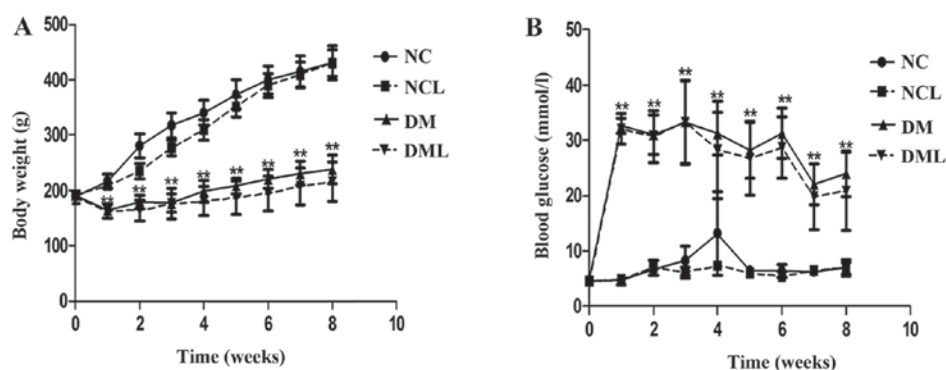 A
500
400
300
200
100
0
Body weight (g)
** ** ** ** ** ** ** **
0 2 4 6 8 10
Time (weeks)
NC
NCL
DM
DML
B
50
40
30
20
10
0
Blood glucose (mmol/l)
** ** ** ** ** ** ** **
0 2 4 6 8 10
Time (weeks)
NC
NCL
DM
DML